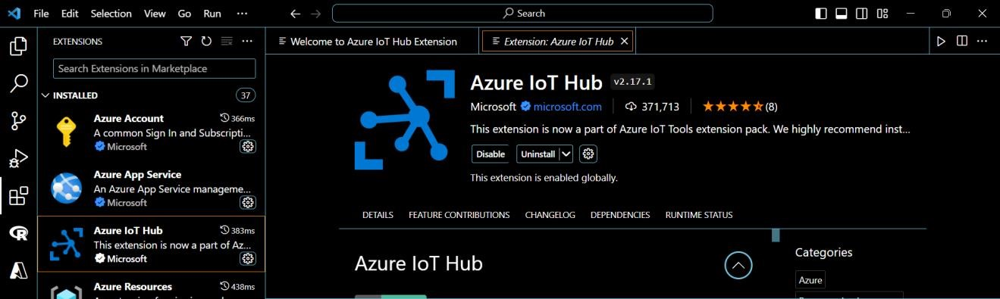 File Edit Selection View Go Run ···
Search
EXTENSIONS
Search Extensions in Marketplace
INSTALLED 37
Azure Account 366ms
A common Sign In and Subscripti...
Microsoft
Azure App Service
An Azure App Service manageme...
Microsoft
Azure IoT Hub 383ms
This extension is now a part of Az...
Microsoft
Azure Resources 438ms
Welcome to Azure IoT Hub Extension
Extension: Azure IoT Hub
Azure IoT Hub v2.17.1
Microsoft microsoft.com 371,713 (8)
This extension is now a part of Azure IoT Tools extension pack. We highly recommend inst...
Disable Uninstall
This extension is enabled globally.
DETAILS FEATURE CONTRIBUTIONS CHANGELOG DEPENDENCIES RUNTIME STATUS
Azure IoT Hub
Categories
Azure